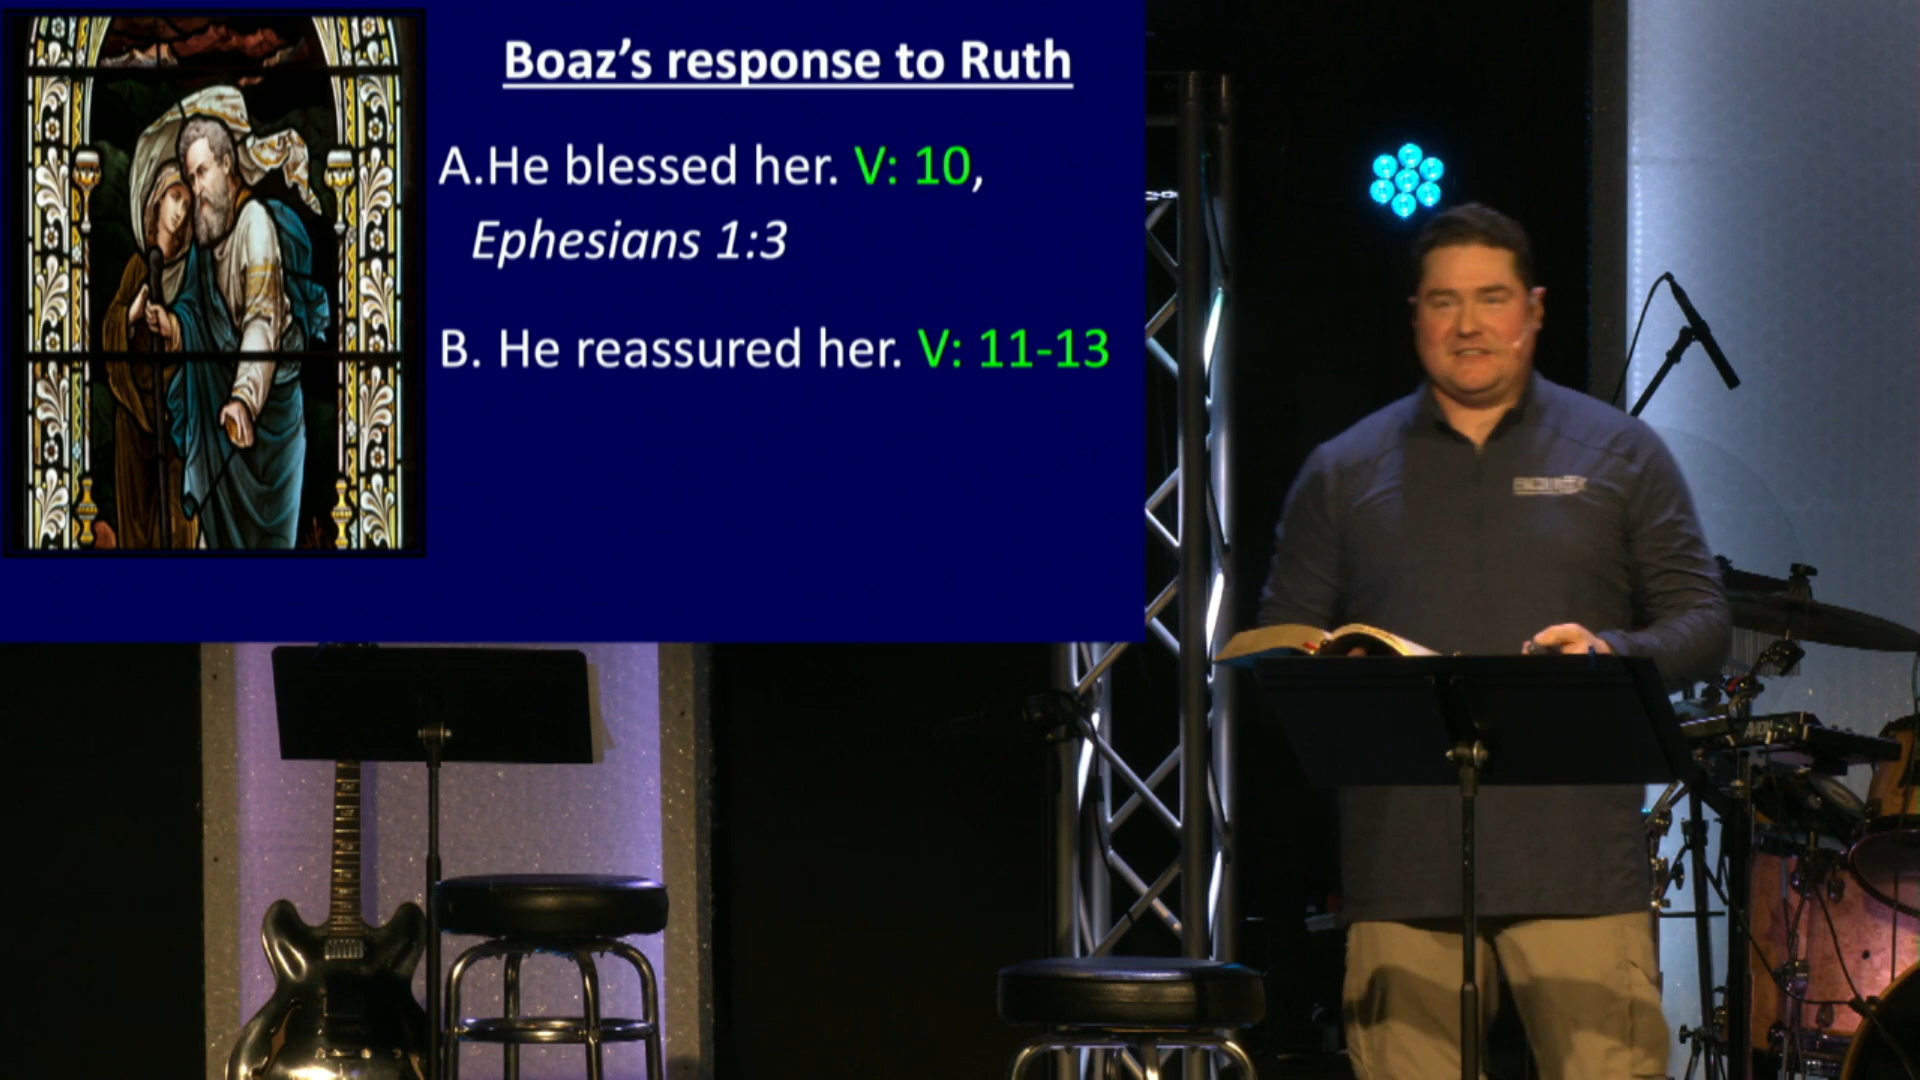 Boaz’s response to Ruth
A.He blessed her. V: 10,
Ephesians 1:3
B. He reassured her. V: 11-13